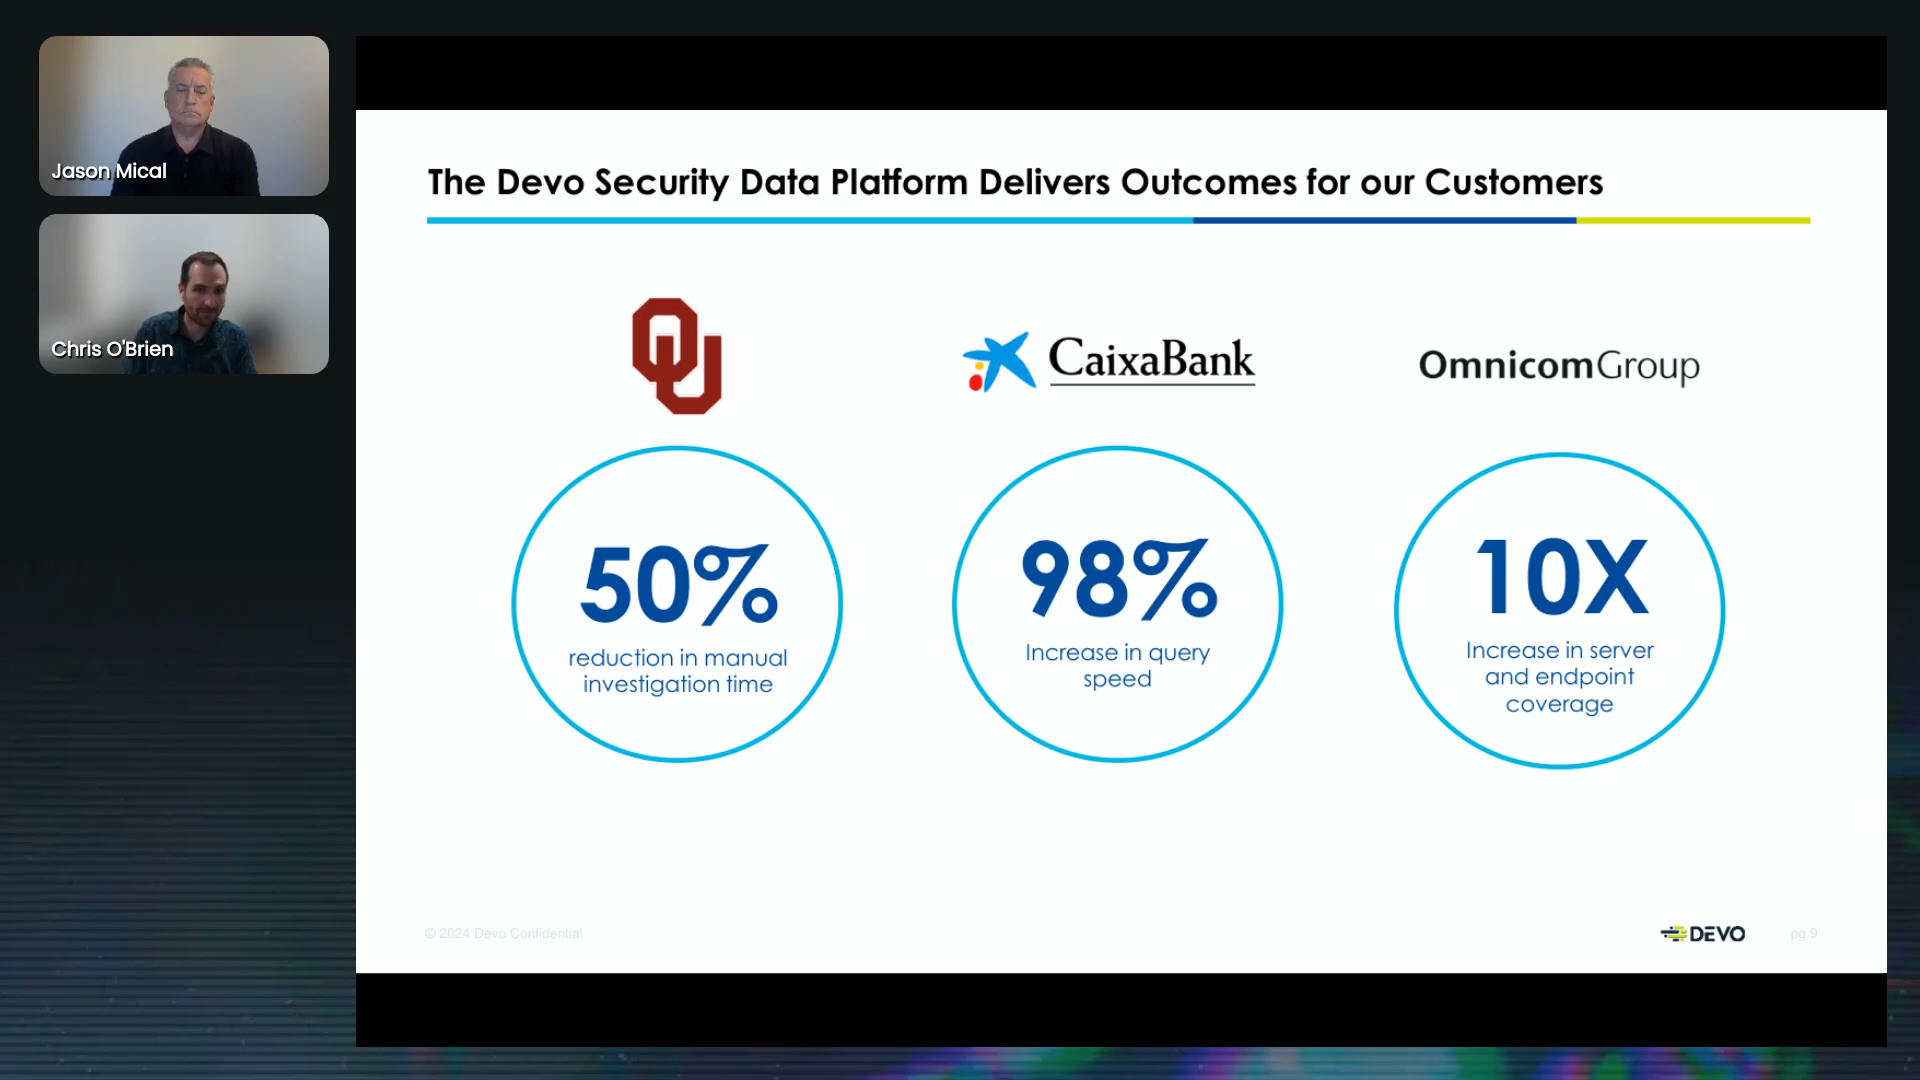 Jason Mical
Chris O'Brien
The Devo Security Data Platform Delivers Outcomes for our Customers
OU
CaixaBank
OmnicomGroup
50%
reduction in manual
investigation time
98%
Increase in query
speed
10X
Increase in server
and endpoint
coverage
© 2024 Devo Confidential
DEVO
pg.9